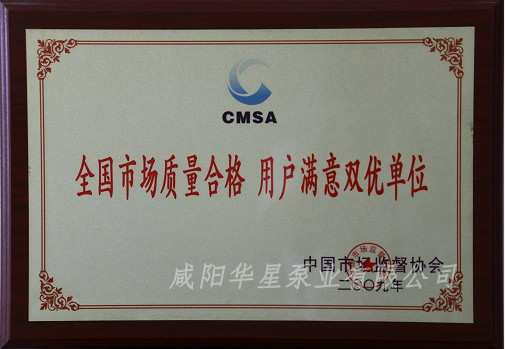 CMSA
全国市场质量合格 用户满意双优单位
中国市场监督协会
二〇〇九年
咸阳华星泵业有限公司